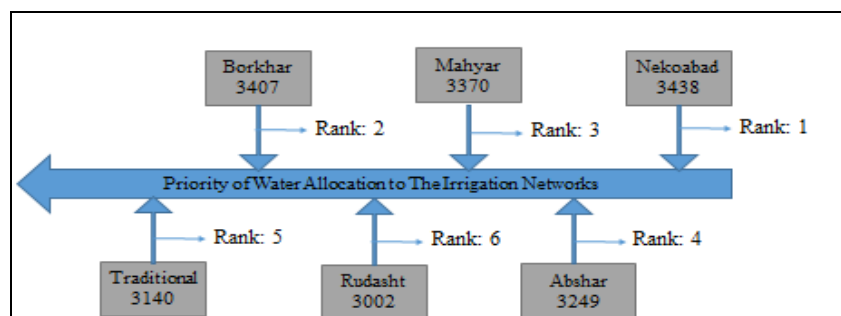 Borkhar
3407
Mahyar
3370
Nekoabad
3438
Rank: 2
Rank: 3
Rank: 1
Priority of Water Allocation to The Irrigation Networks
Rank: 5
Rank: 6
Rank: 4
Traditional
3140
Rudasht
3002
Abshar
3249